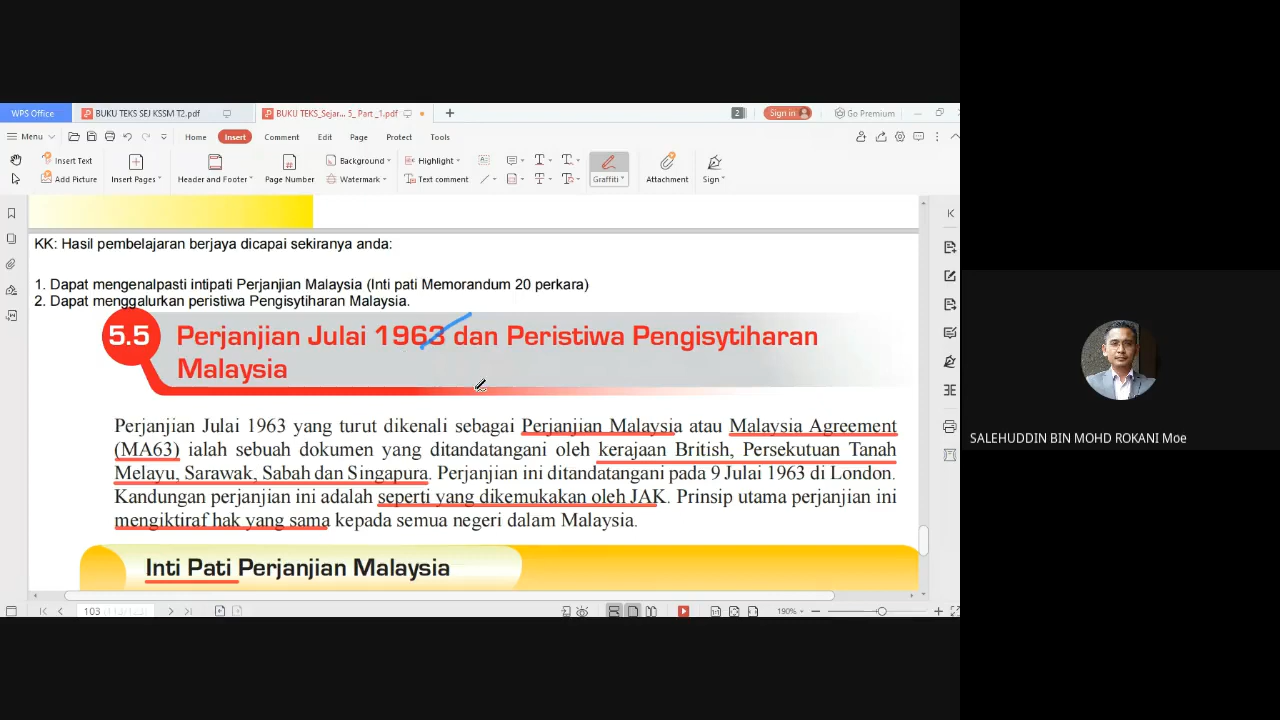 WPS Office
BUKU TEKS SEJ KSSM T2.pdf
BUKU TEKS_Sejar... 5_ Part _1.pdf
2
Sign in
Go Premium
Menu
Home
Insert
Comment
Edit
Page
Protect
Tools
Insert Text
Add Picture
Insert Pages
Header and Footer
Page Number
Background
Watermark
Highlight
Text comment
Graffiti
Attachment
Sign
KK: Hasil pembelajaran berjaya dicapai sekiranya anda:
1. Dapat mengenalpasti intipati Perjanjian Malaysia (Inti pati Memorandum 20 perkara)
2. Dapat menggalurkan peristiwa Pengisytiharan Malaysia.
5.5 Perjanjian Julai 1963 dan Peristiwa Pengisytiharan
Malaysia
Perjanjian Julai 1963 yang turut dikenali sebagai Perjanjian Malaysia atau Malaysia Agreement
(MA63) ialah sebuah dokumen yang ditandatangani oleh kerajaan British, Persekutuan Tanah
Melayu, Sarawak, Sabah dan Singapura. Perjanjian ini ditandatangani pada 9 Julai 1963 di London.
Kandungan perjanjian ini adalah seperti yang dikemukakan oleh JAK. Prinsip utama perjanjian ini
mengiktiraf hak yang sama kepada semua negeri dalam Malaysia.
Inti Pati Perjanjian Malaysia
103 (113/123)
190%
SALEHUDDIN BIN MOHD ROKANI Moe